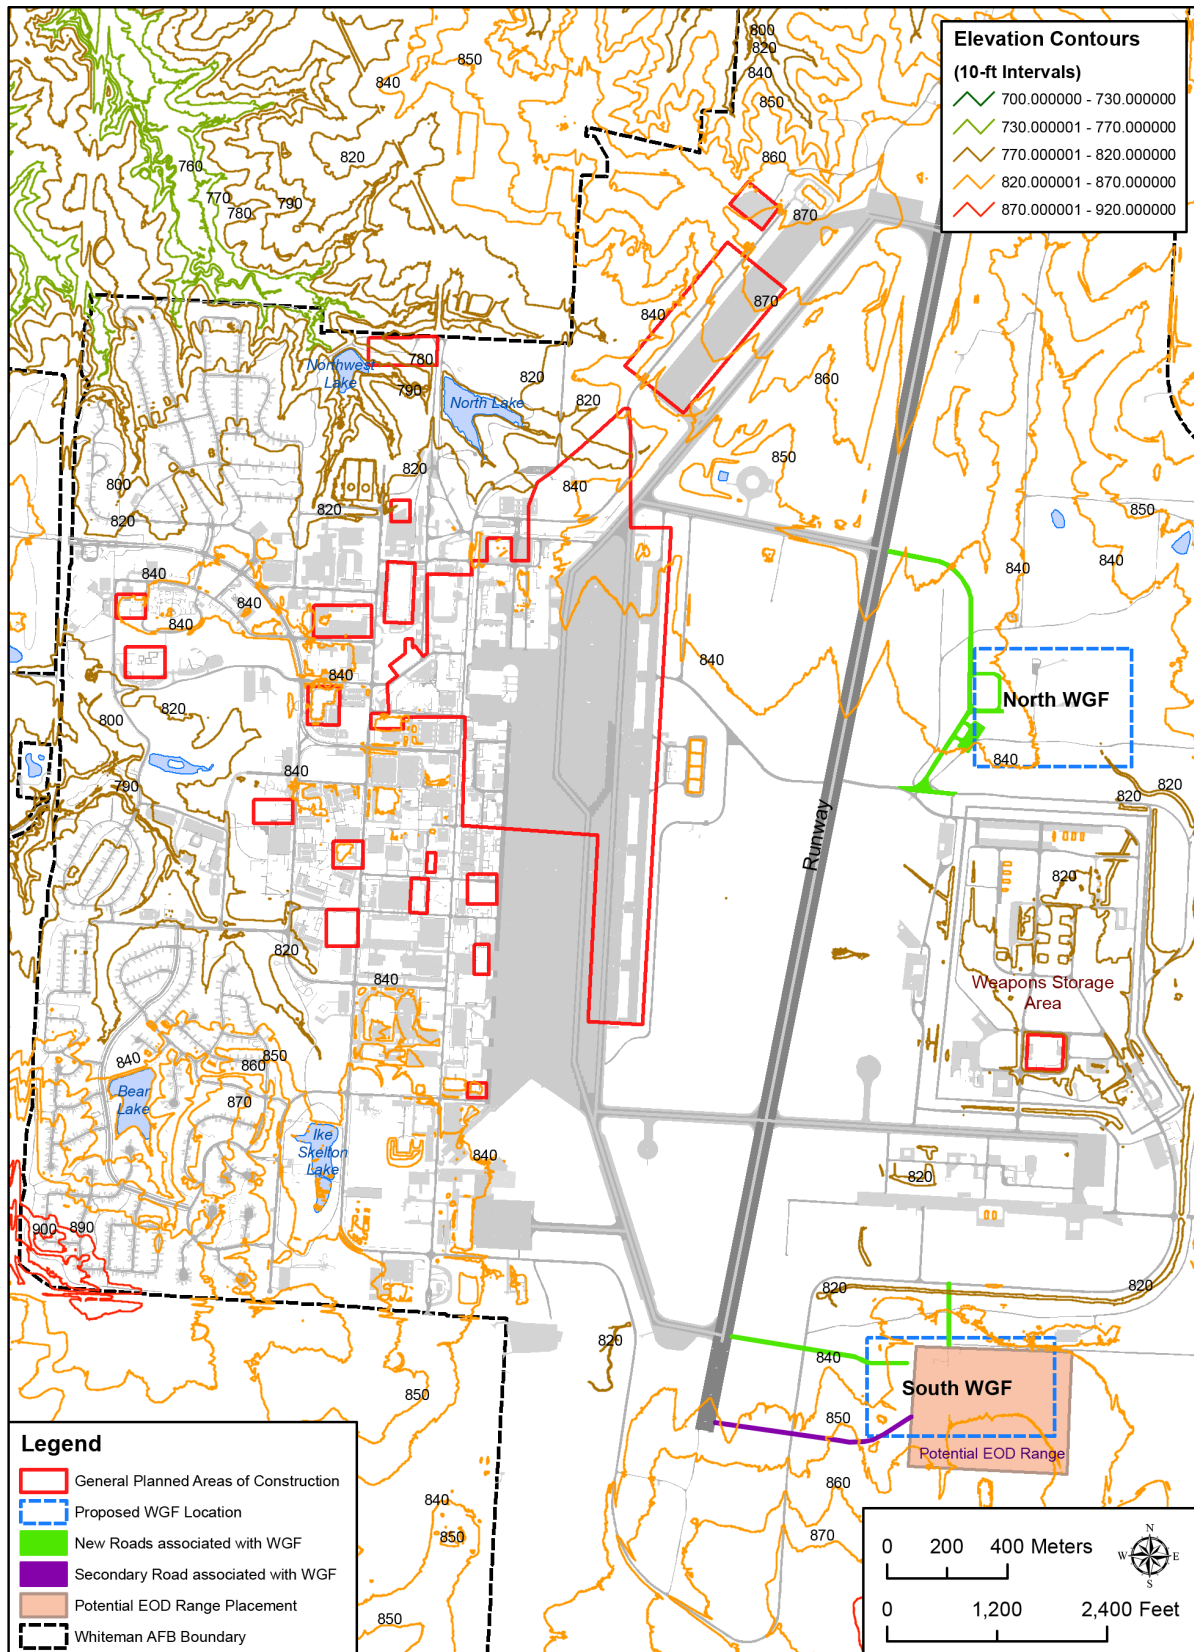 Elevation Contours
(10-ft Intervals)
700.000000 - 730.000000
730.000001 - 770.000000
770.000001 - 820.000000
820.000001 - 870.000000
870.000001 - 920.000000
800
820
840
850
850
840
860
820
760
770
780
790
870
870
840
860
850
780
790
820
820
Northwest
Lake
North Lake
820
840
800
820
820
850
840
840
840
840
840
840
840
North WGF
840
820
820
800
820
790
840
Runway
820
Weapons Storage
Area
820
840
850
860
870
840
Bear
Lake
Ike
Skelton
Lake
840
820
900
890
820
820
820
840
South WGF
850
850
Potential EOD Range
860
870
840
850
850
Legend
General Planned Areas of Construction
Proposed WGF Location
New Roads associated with WGF
Secondary Road associated with WGF
Potential EOD Range Placement
Whiteman AFB Boundary
0 200 400 Meters
0 1,200 2,400 Feet
N
W E
S